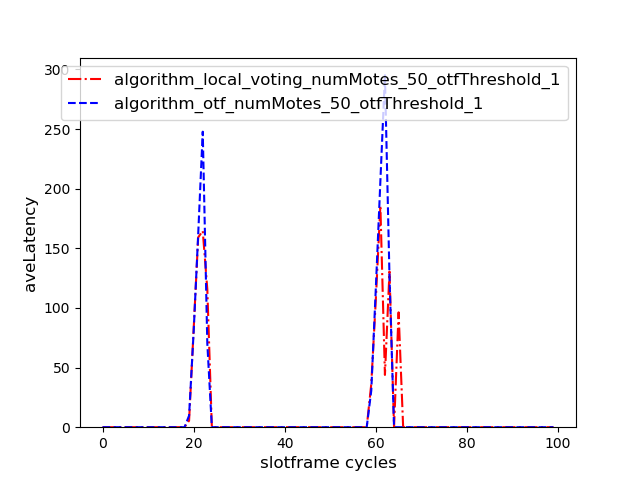 algorithm_local_voting_numMotes_50_otfThreshold_1
algorithm_otf_numMotes_50_otfThreshold_1
300
250
200
150
100
50
0
aveLatency
0 20 40 60 80 100
slotframe cycles